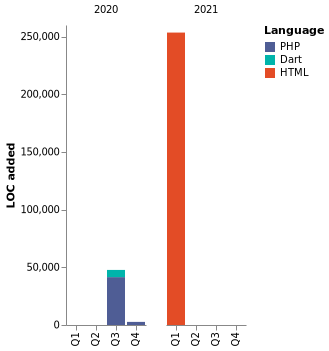 2020
2021
Language
PHP
Dart
HTML
LOC added
250,000
200,000
150,000
100,000
50,000
0
Q1
Q2
Q3
Q4
Q1
Q2
Q3
Q4